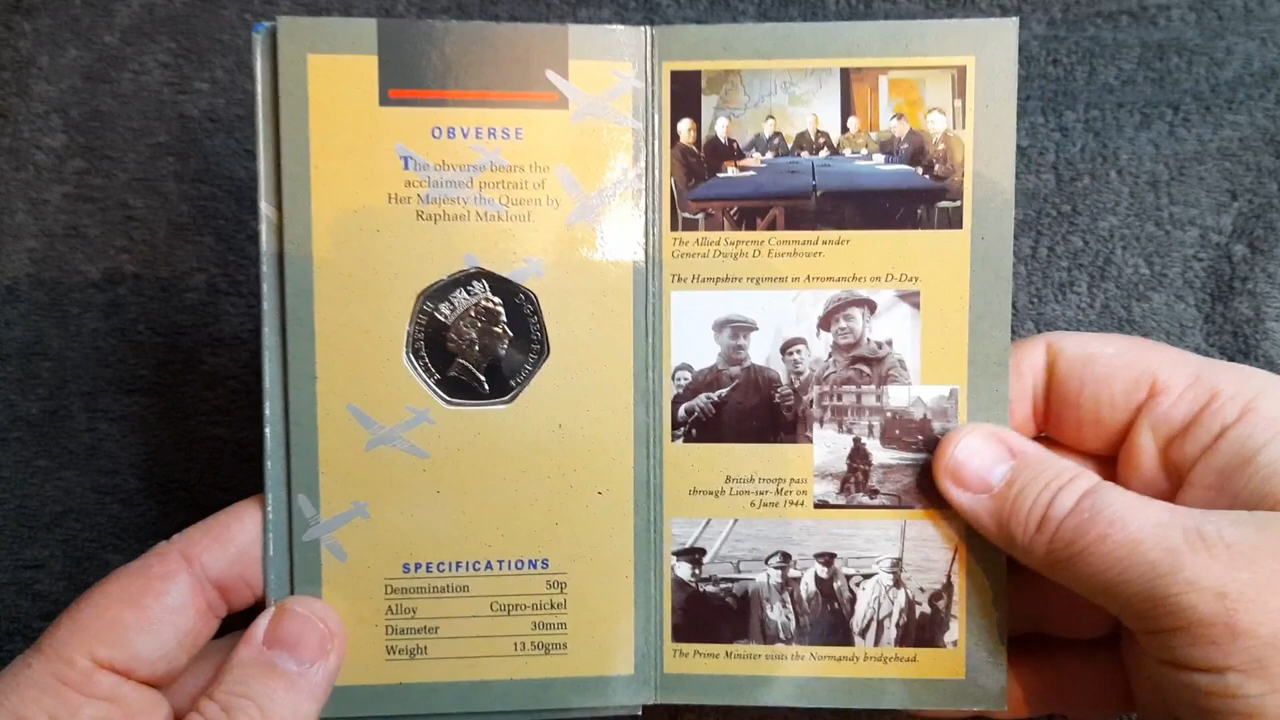 OBVERSE
The obverse bears the
acclaimed portrait of
Her Majesty the Queen by
Raphael Maklouf.
ELIZABETH II
D·G·REG·F·D·1994
SPECIFICATIONS
Denomination 50p
Alloy Cupro-nickel
Diameter 30mm
Weight 13.50gms
The Allied Supreme Command under
General Dwight D. Eisenhower.
The Hampshire regiment in Arromanches on D-Day.
British troops pass
through Lion-sur-Mer on
6 June 1944.
The Prime Minister visits the Normandy bridgehead.